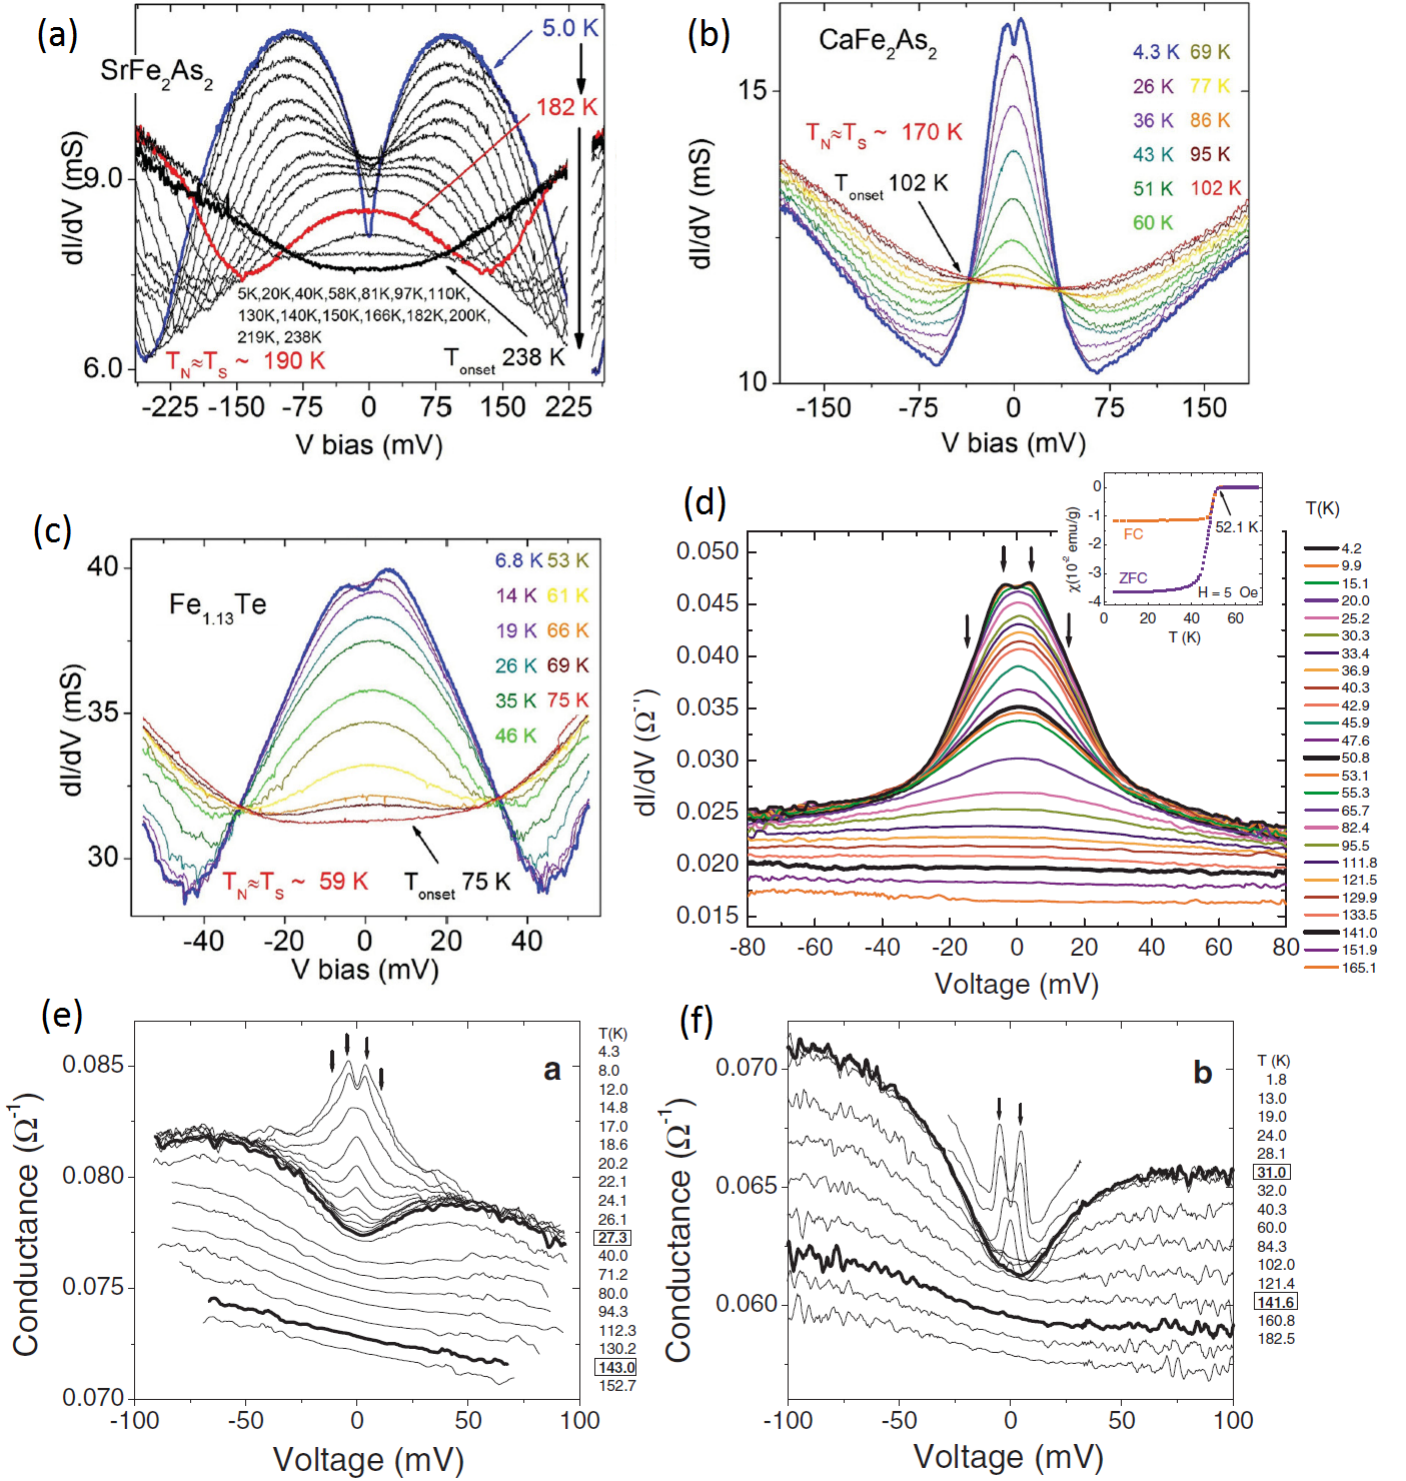 (a)
SrFe2As2
5.0 K
182 K
dI/dV (mS)
9.0
6.0
5K,20K,40K,58K,81K,97K,110K,
130K,140K,150K,166K,182K,200K,
219K, 238K
TN≈TS ~ 190 K
Tonset 238 K
-225 -150 -75 0 75 150 225
V bias (mV)
(b)
CaFe2As2
4.3 K 69 K
26 K 77 K
36 K 86 K
43 K 95 K
51 K 102 K
60 K
TN≈TS ~ 170 K
Tonset 102 K
dI/dV (mS)
15
10
-150 -75 0 75 150
V bias (mV)
(c)
Fe1.13Te
6.8 K 53 K
14 K 61 K
19 K 66 K
26 K 69 K
35 K 75 K
46 K
dI/dV (mS)
40
35
30
TN≈TS ~ 59 K
Tonset 75 K
-40 -20 0 20 40
V bias (mV)
(d)
χ(10-2 emu/g)
0
-1
-2
-3
-4
FC
ZFC
52.1 K
H = 5 Oe
0 20 40 60
T (K)
dI/dV (Ω-1)
0.050
0.045
0.040
0.035
0.030
0.025
0.020
0.015
-80 -60 -40 -20 0 20 40 60 80
Voltage (mV)
T(K)
4.2
9.9
15.1
20.0
25.2
30.3
33.4
36.9
40.3
42.9
45.9
47.6
50.8
53.1
55.3
65.7
82.4
95.5
111.8
121.5
129.9
133.5
141.0
151.9
165.1
(e)
a
Conductance (Ω-1)
0.085
0.080
0.075
0.070
-100 -50 0 50 100
Voltage (mV)
T(K)
4.3
8.0
12.0
14.8
17.0
18.6
20.2
22.1
24.1
26.1
27.3
40.0
71.2
80.0
94.3
112.3
130.2
143.0
152.7
(f)
b
Conductance (Ω-1)
0.070
0.065
0.060
-100 -50 0 50 100
Voltage (mV)
T (K)
1.8
13.0
19.0
24.0
28.1
31.0
32.0
40.3
60.0
84.3
102.0
121.4
141.6
160.8
182.5